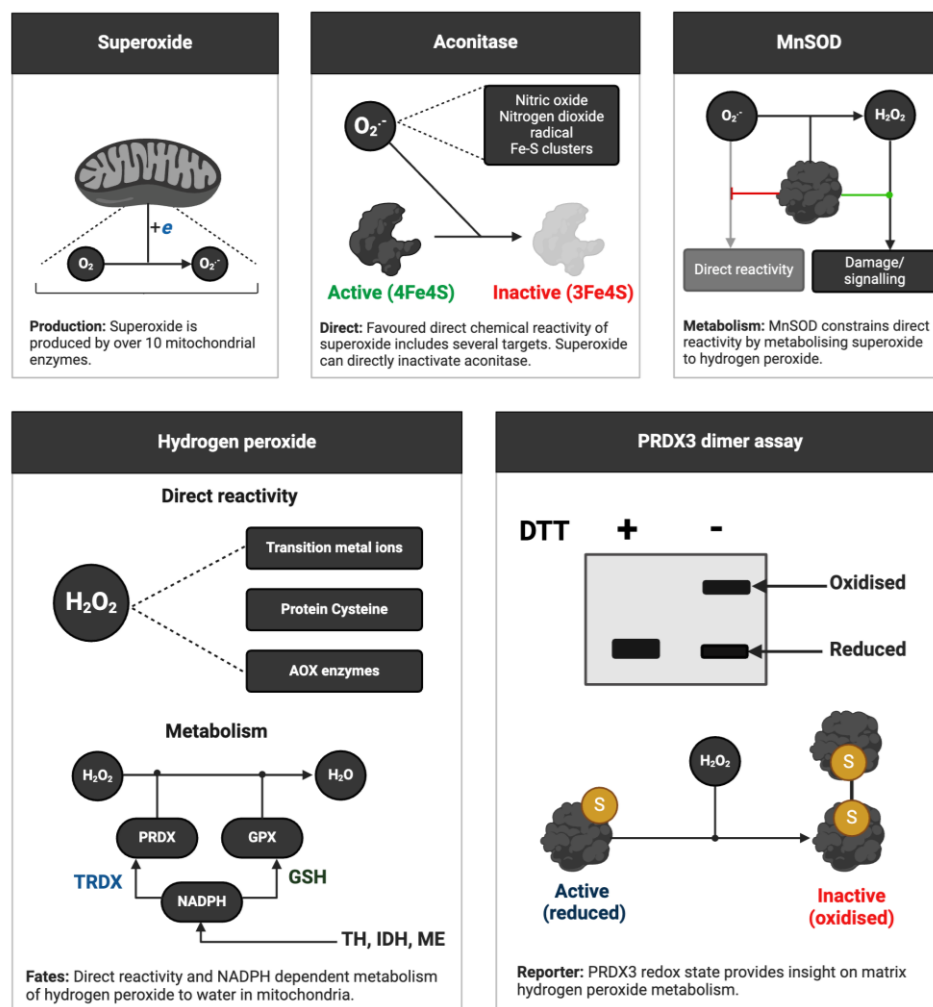 Superoxide
+e
O₂
O₂·-
Production: Superoxide is
produced by over 10 mitochondrial
enzymes.
Aconitase
O₂·-
Nitric oxide
Nitrogen dioxide
radical
Fe-S clusters
Active (4Fe4S)
Inactive (3Fe4S)
Direct: Favoured direct chemical reactivity of
superoxide includes several targets. Superoxide
can directly inactivate aconitase.
MnSOD
O₂·-
H₂O₂
Direct reactivity
Damage/
signalling
Metabolism: MnSOD constrains direct
reactivity by metabolising superoxide
to hydrogen peroxide.
Hydrogen peroxide
Direct reactivity
H₂O₂
Transition metal ions
Protein Cysteine
AOX enzymes
Metabolism
H₂O₂
H₂O
PRDX
GPX
TRDX
GSH
NADPH
TH, IDH, ME
Fates: Direct reactivity and NADPH dependent metabolism
of hydrogen peroxide to water in mitochondria.
PRDX3 dimer assay
DTT + -
Oxidised
Reduced
H₂O₂
S
S
S
Active
(reduced)
Inactive
(oxidised)
Reporter: PRDX3 redox state provides insight on matrix
hydrogen peroxide metabolism.